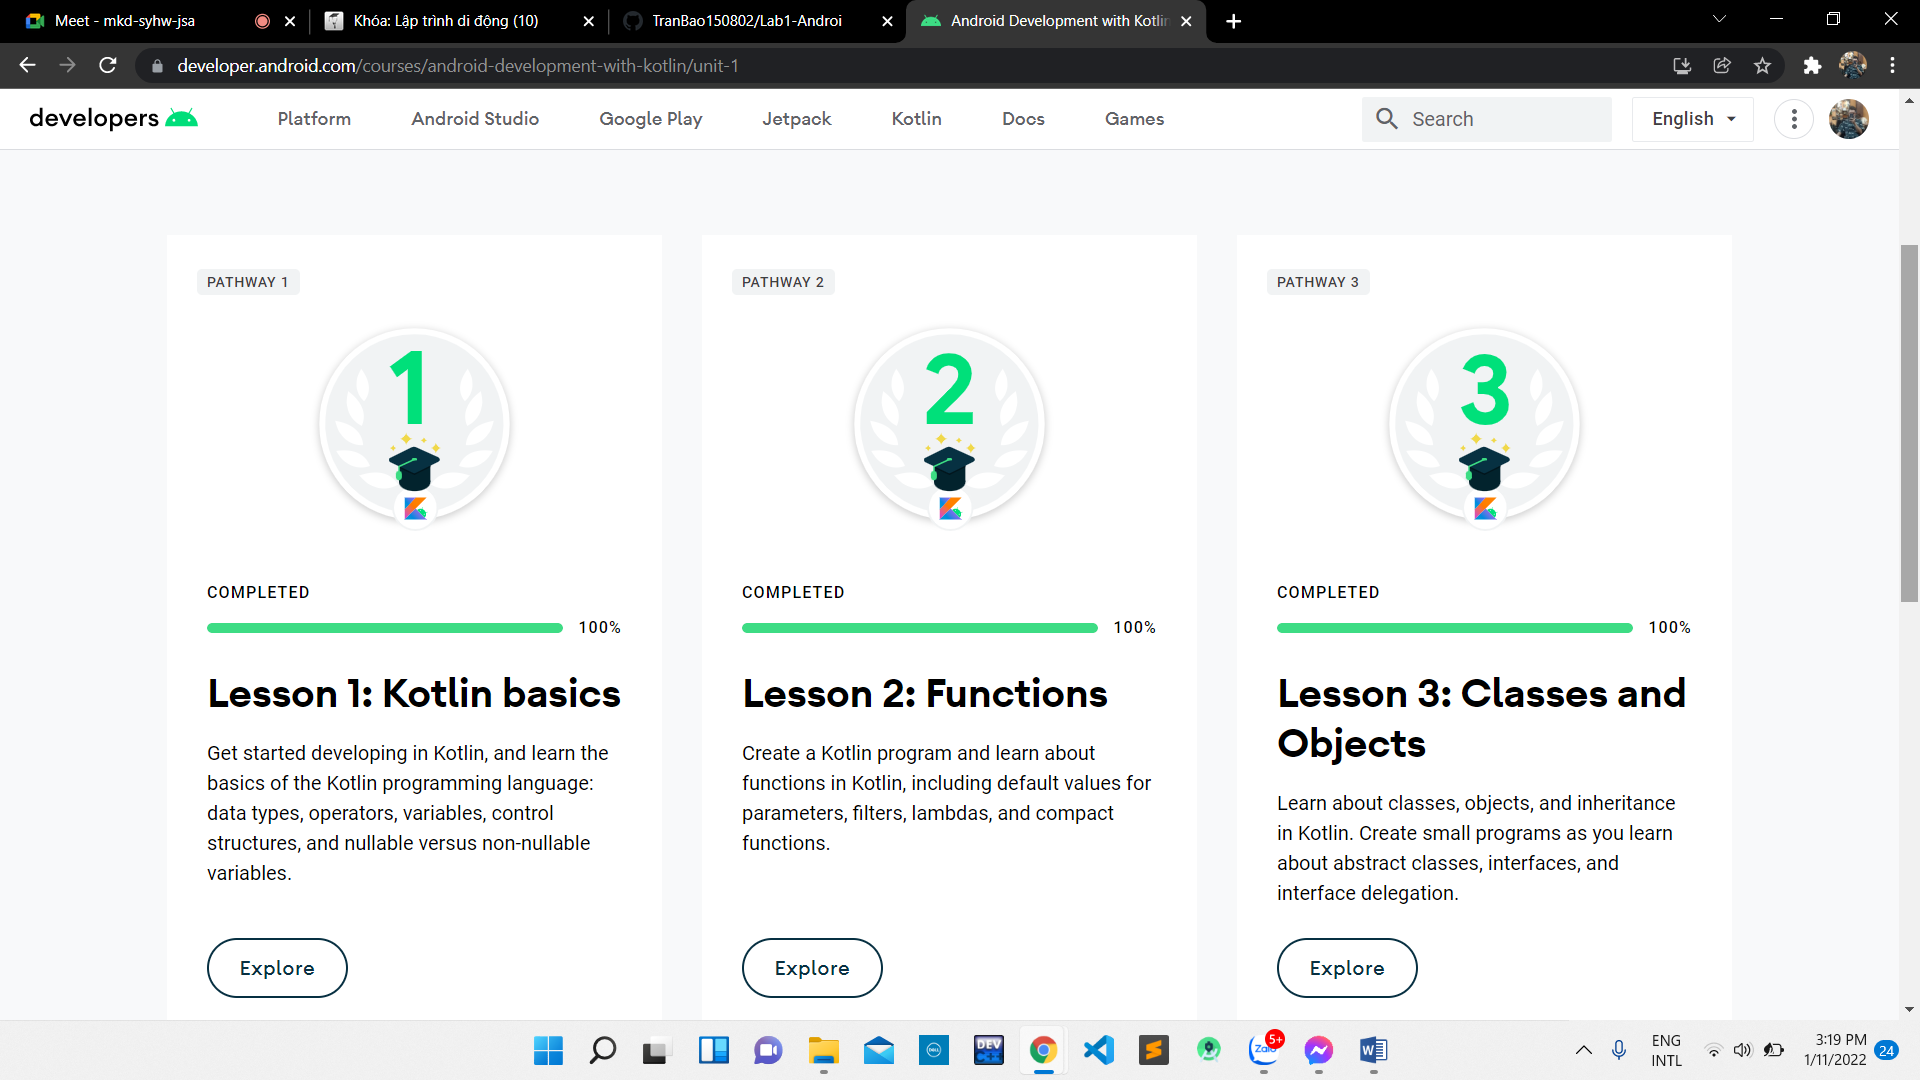 Meet - mkd-syhw-jsa
Khóa: Lập trình di động (10)
TranBao150802/Lab1-Androi
Android Development with Kotlin
developer.android.com/courses/android-development-with-kotlin/unit-1
developers
Platform
Android Studio
Google Play
Jetpack
Kotlin
Docs
Games
Search
English
PATHWAY 1
PATHWAY 2
PATHWAY 3
1
2
3
COMPLETED
100%
COMPLETED
100%
COMPLETED
100%
Lesson 1: Kotlin basics
Get started developing in Kotlin, and learn the
basics of the Kotlin programming language:
data types, operators, variables, control
structures, and nullable versus non-nullable
variables.
Explore
Lesson 2: Functions
Create a Kotlin program and learn about
functions in Kotlin, including default values for
parameters, filters, lambdas, and compact
functions.
Explore
Lesson 3: Classes and
Objects
Learn about classes, objects, and inheritance
in Kotlin. Create small programs as you learn
about abstract classes, interfaces, and
interface delegation.
Explore
DELL
DEV
C++
Zalo
5+
ENG
INTL
3:19 PM
1/11/2022
24